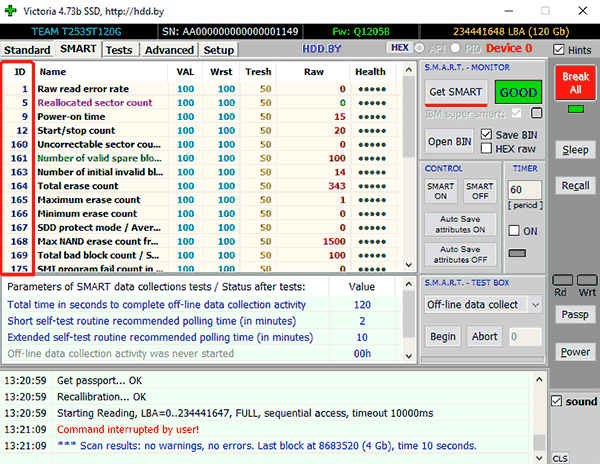 Victoria 4.73b SSD, http://hdd.by
TEAM T2535T120G SN: AA000000000000001149 Fw: Q1205B 234441648 LBA (120 Gb)
Standard SMART Tests Advanced Setup HDD.BY HEX API PIO Device 0 Hints
ID Name VAL Wrst Tresh Raw Health
1 Raw read error rate 100 100 50 0
5 Reallocated sector count 100 100 50 0
9 Power-on time 100 100 50 15
12 Start/stop count 100 100 50 20
160 Uncorrectable sector cou... 100 100 50 0
161 Number of valid spare blo... 100 100 50 100
163 Number of initial invalid bl... 100 100 50 14
164 Total erase count 100 100 50 343
165 Maximum erase count 100 100 50 1
166 Minimum erase count 100 100 50 0
167 SDD protect mode / Aver... 100 100 50 0
168 Max NAND erase count fr... 100 100 50 1500
169 Total bad block count / S... 100 100 50 100
175 SMI program fail count in ... 100 100 50 0
S.M.A.R.T. - MONITOR
Get SMART GOOD
IBM super smart:
Open BIN Save BIN
HEX raw
CONTROL TIMER
SMART ON SMART OFF 60
[ period ]
Auto Save attributes ON ON
Auto Save attributes OFF
Break All
Sleep
Recall
Rd Wrt
Passp
Power
sound
CLS
Parameters of SMART data collections tests / Status after tests: Value
Total time in seconds to complete off-line data collection activity 120
Short self-test routine recommended polling time (in minutes) 2
Extended self-test routine recommended polling time (in minutes) 10
Off-line data collection activity was never started 00h
S.M.A.R.T. - TEST BOX
Off-line data collect
Begin Abort 0
13:20:59 Get passport... OK
13:20:59 Recallibration... OK
13:20:59 Starting Reading, LBA=0..234441647, FULL, sequential access, timeout 10000ms
13:21:09 Command interrupted by user!
13:21:09 *** Scan results: no warnings, no errors. Last block at 8683520 (4 Gb), time 10 seconds.